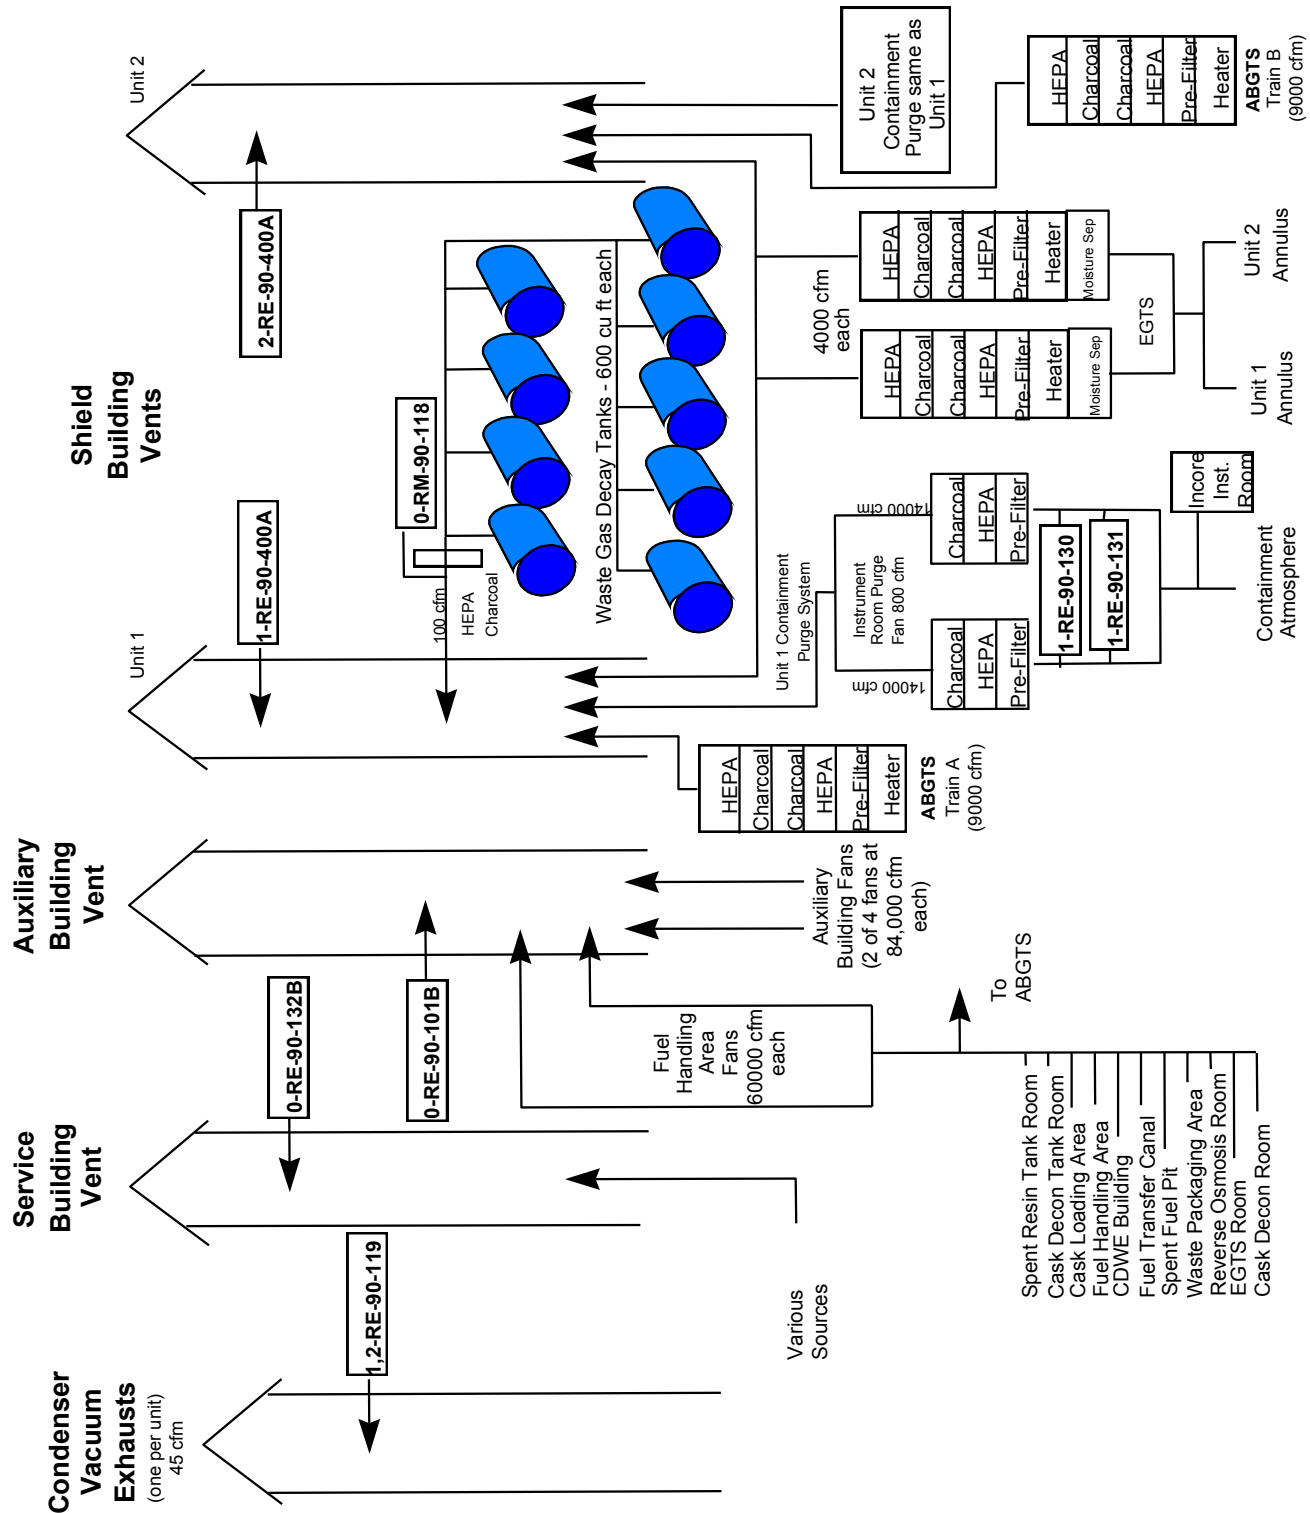 Condenser
Vacuum
Exhausts
(one per unit)
45 cfm
1,2-RE-90-119
Service
Building
Vent
0-RE-90-132B
Various
Sources
Auxiliary
Building
Vent
0-RE-90-101B
Fuel
Handling
Area
Fans
60000 cfm
each
Auxiliary
Building Fans
(2 of 4 fans at
84,000 cfm
each)
To
ABGTS
Spent Resin Tank Room
Cask Decon Tank Room
Cask Loading Area
Fuel Handling Area
CDWE Building
Fuel Transfer Canal
Spent Fuel Pit
Waste Packaging Area
Reverse Osmosis Room
EGTS Room
Cask Decon Room
Shield
Building
Vents
Unit 1
1-RE-90-400A
0-RM-90-118
100 cfm
HEPA
Charcoal
Waste Gas Decay Tanks - 600 cu ft each
HEPA
Charcoal
Charcoal
HEPA
Pre-Filter
Heater
ABGTS
Train A
(9000 cfm)
Unit 1 Containment
Purge System
14000 cfm
Instrument
Room Purge
Fan 800 cfm
14000 cfm
Charcoal
HEPA
Pre-Filter
Charcoal
HEPA
Pre-Filter
1-RE-90-130
1-RE-90-131
Containment
Atmosphere
Incore
Inst.
Room
4000 cfm
each
HEPA
Charcoal
Charcoal
HEPA
Pre-Filter
Heater
Moisture Sep
HEPA
Charcoal
Charcoal
HEPA
Pre-Filter
Heater
Moisture Sep
EGTS
Unit 1
Annulus
Unit 2
Annulus
Unit 2
2-RE-90-400A
Unit 2
Containment
Purge same as
Unit 1
HEPA
Charcoal
Charcoal
HEPA
Pre-Filter
Heater
ABGTS
Train B
(9000 cfm)